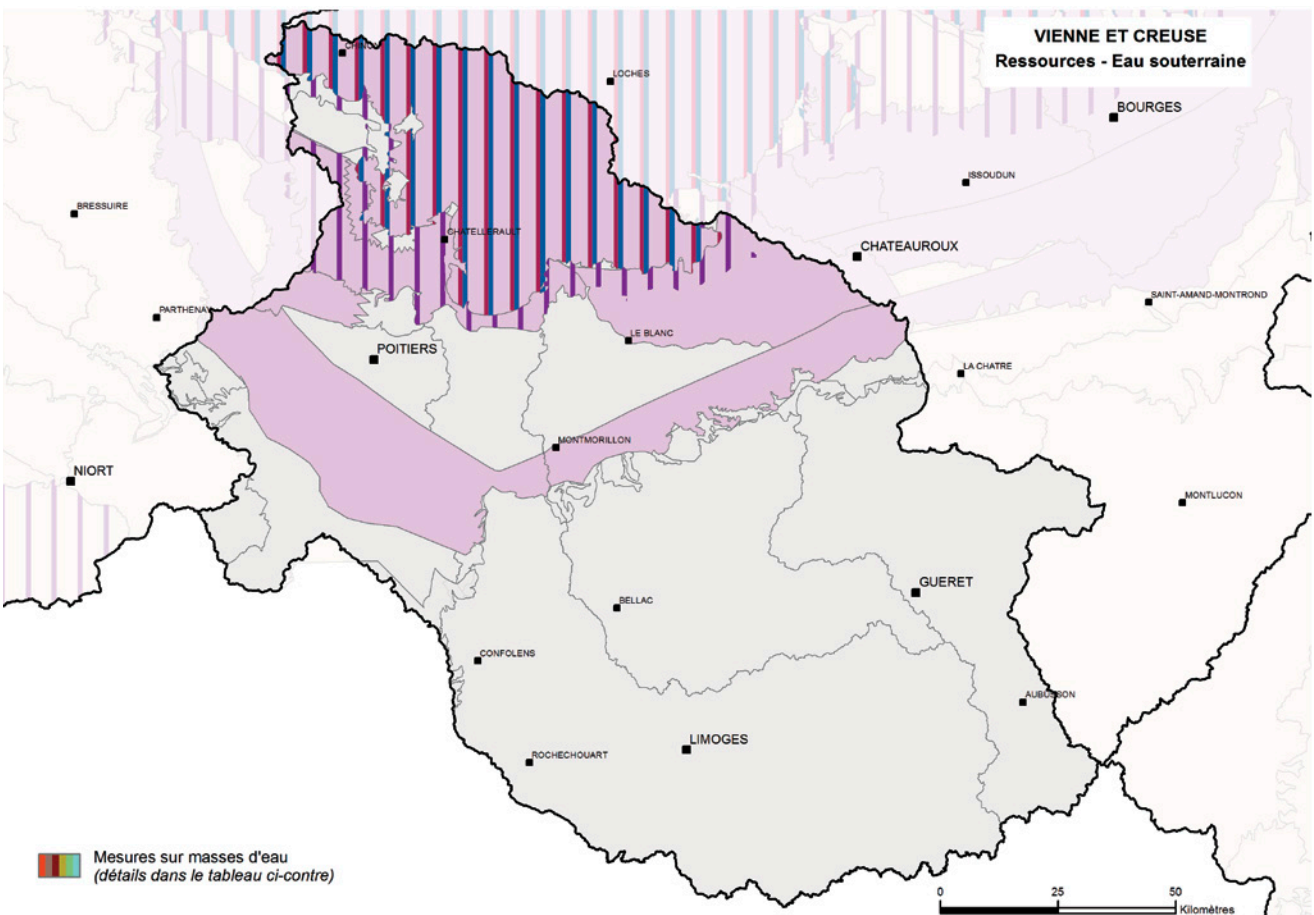 VIENNE ET CREUSE
Ressources - Eau souterraine
CHINON
LOCHES
BOURGES
ISSOUDUN
BRESSUIRE
CHATELLERAULT
CHATEAUROUX
SAINT-AMAND-MONTROND
PARTHENAY
LE BLANC
POITIERS
LA CHATRE
MONTMORILLON
NIORT
MONTLUCON
GUERET
BELLAC
CONFOLENS
AUBUSSON
LIMOGES
ROCHECHOUART
Mesures sur masses d'eau
(détails dans le tableau ci-contre)
0 25 50
Kilomètres